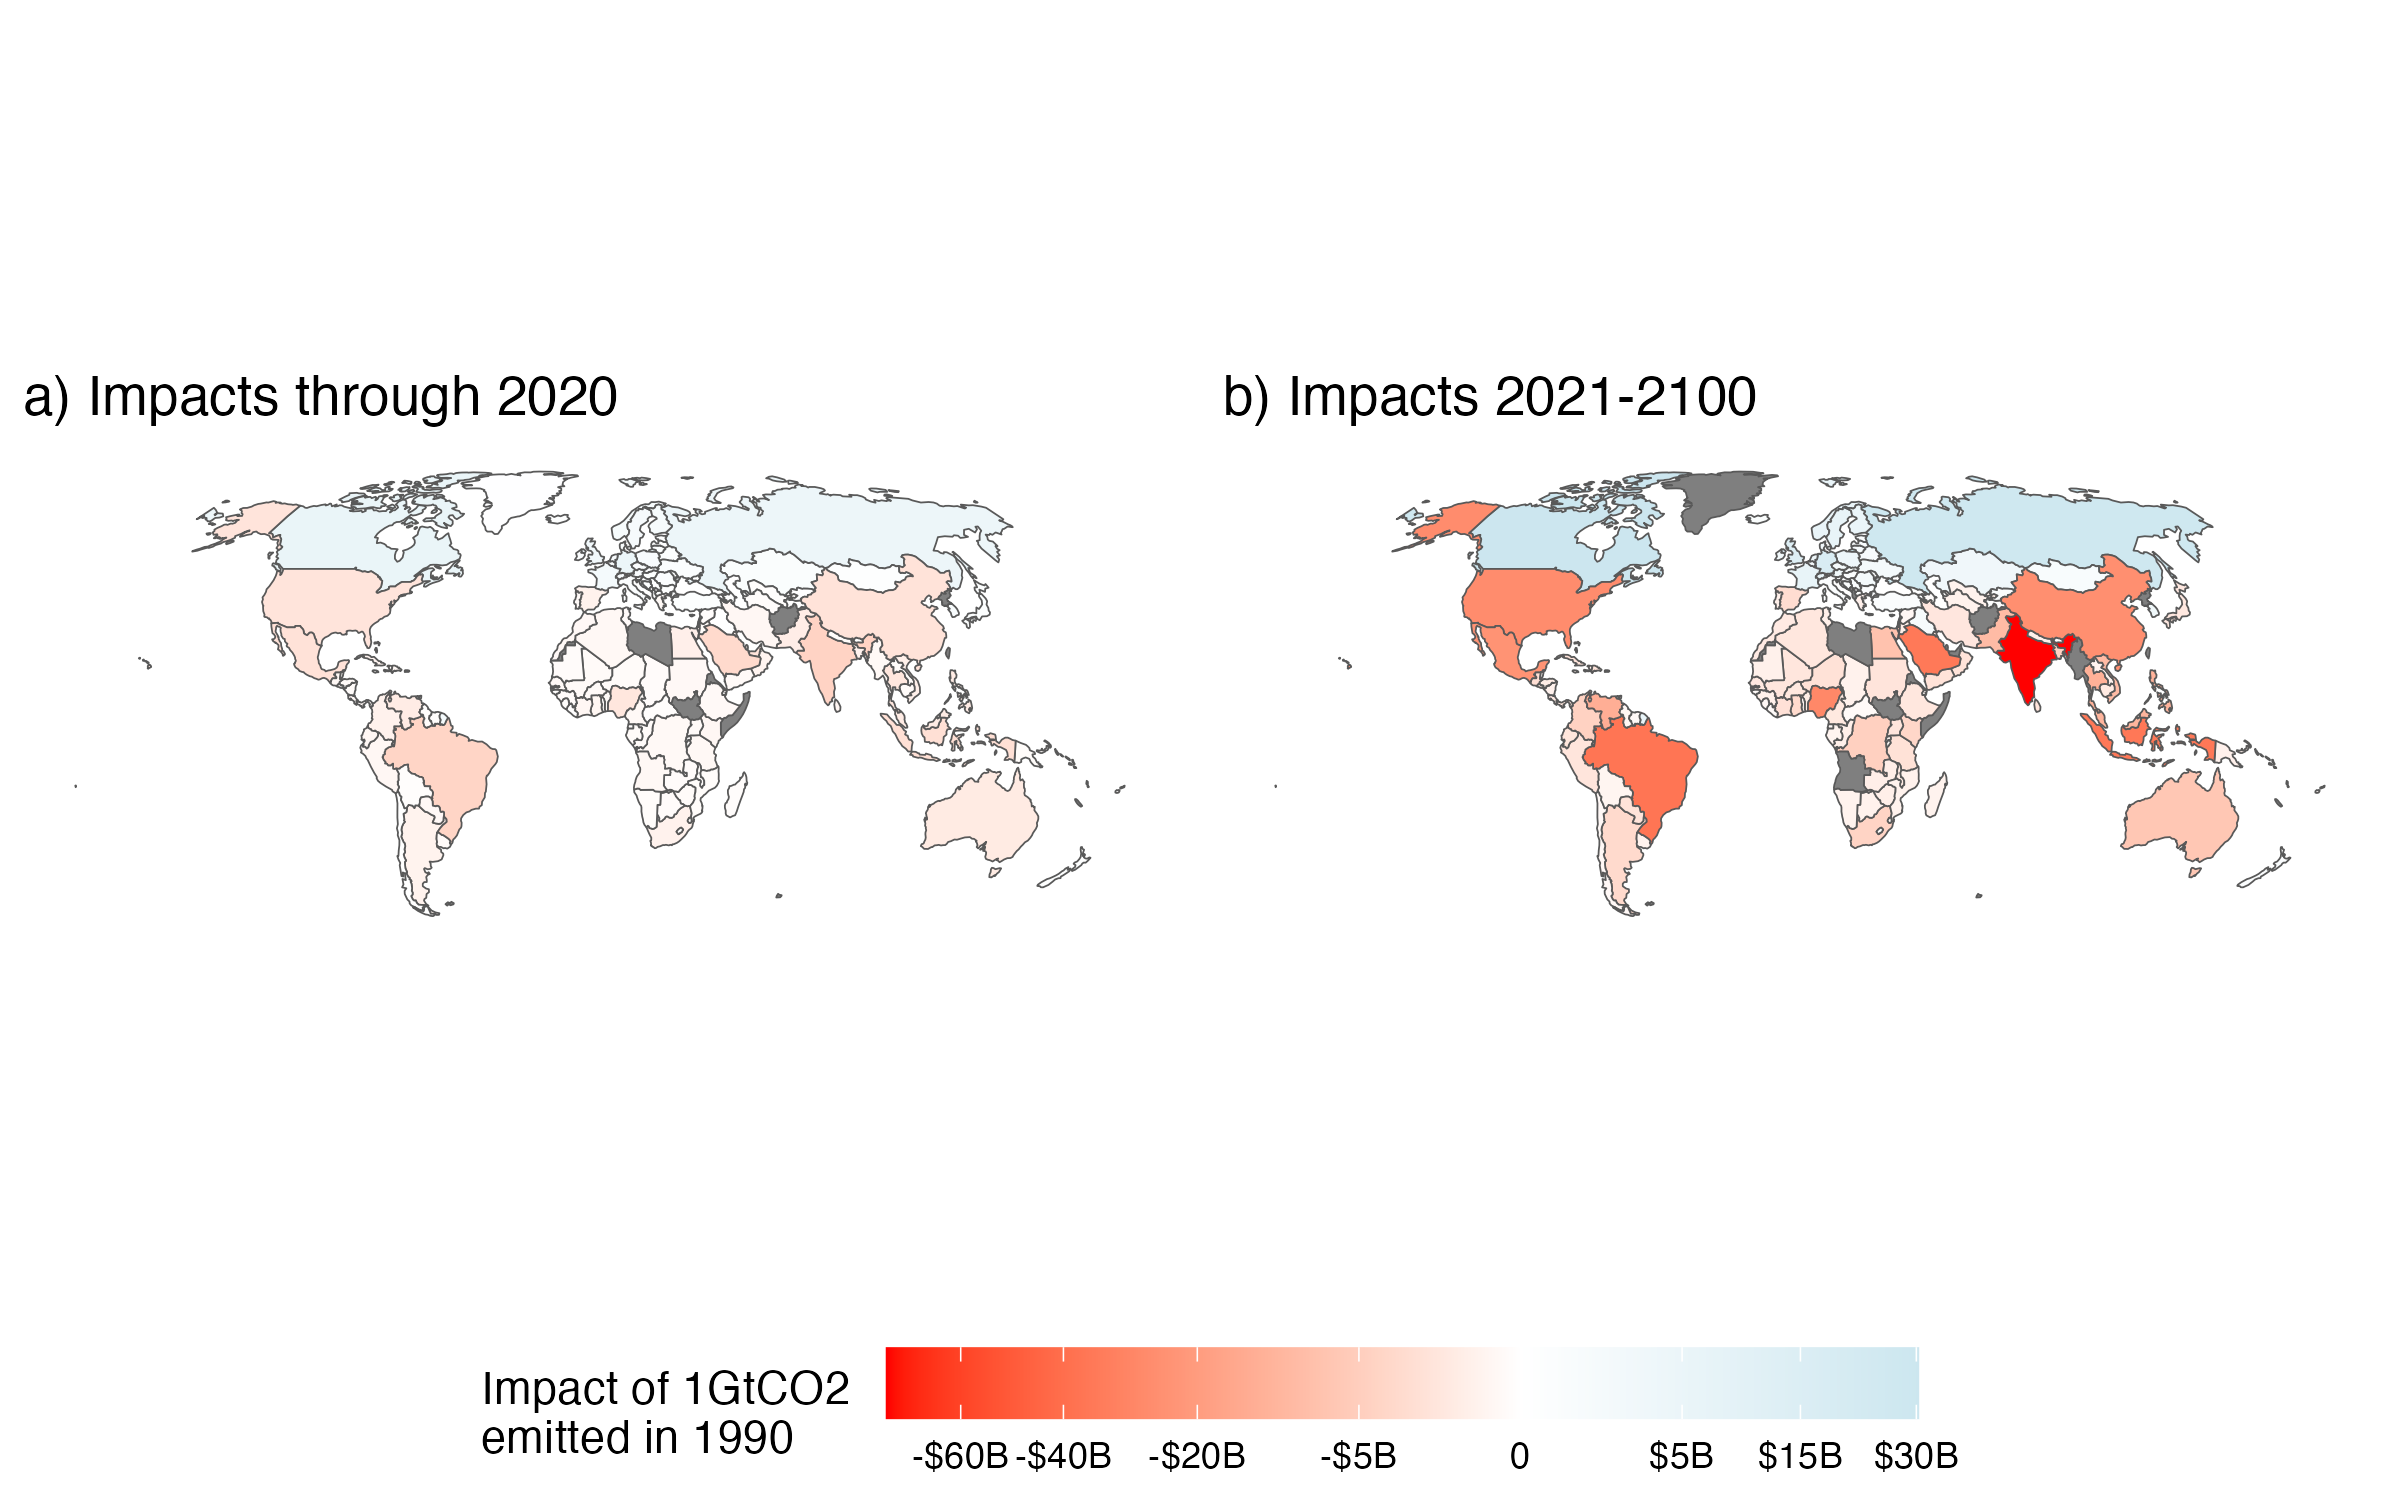 a) Impacts through 2020
b) Impacts 2021-2100
Impact of 1GtCO2
emitted in 1990
-$60B -$40B -$20B -$5B 0 $5B $15B $30B